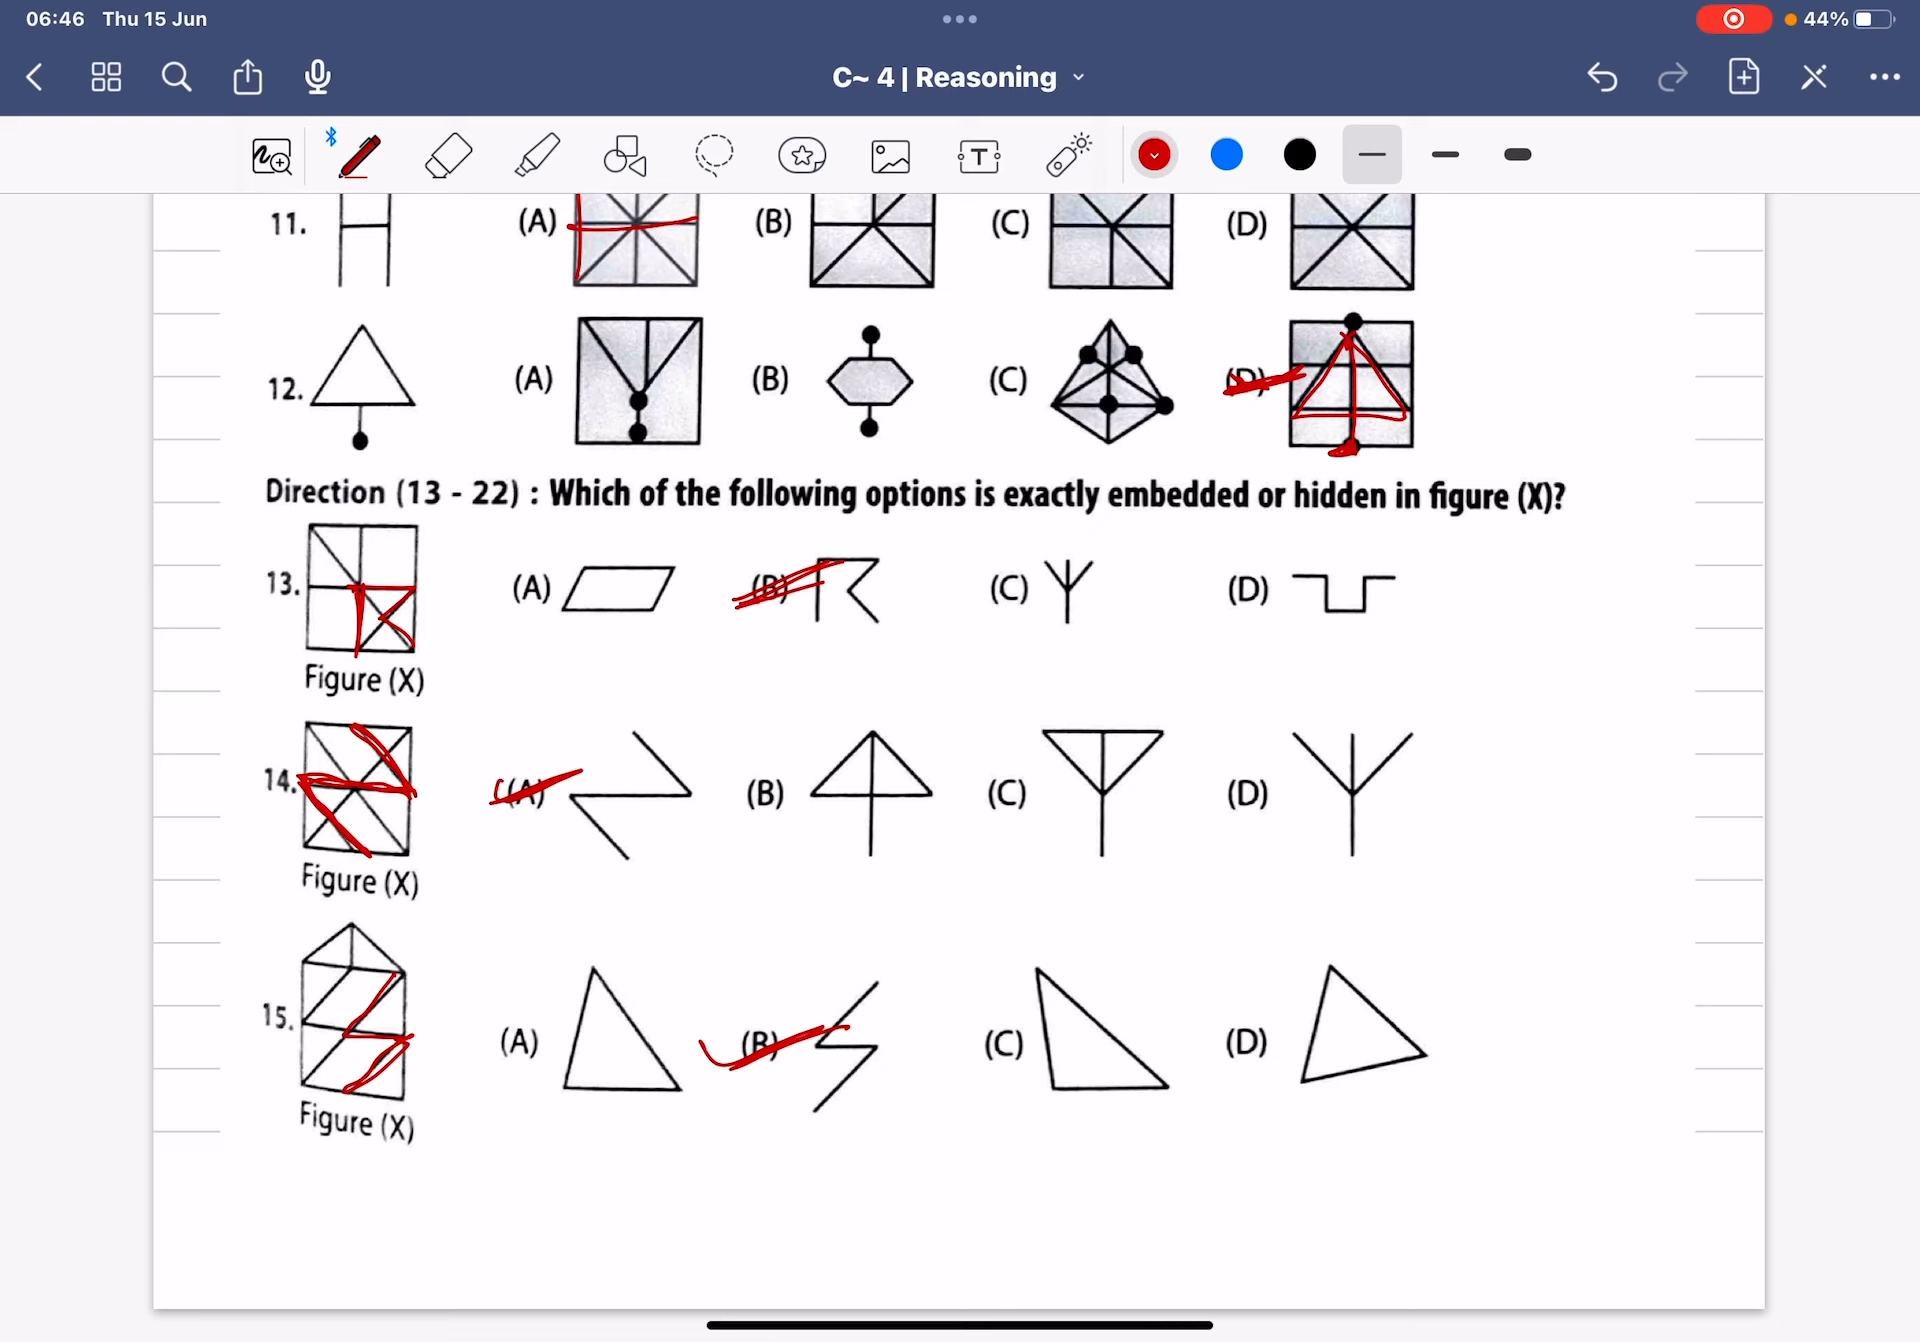 06:46 Thu 15 Jun
44%
C~ 4 | Reasoning
T
11. (A) (B) (C) (D)
12. (A) (B) (C) (D)
Direction (13 - 22) : Which of the following options is exactly embedded or hidden in figure (X)?
13. (A) (B) (C) (D)
Figure (X)
14. (A) (B) (C) (D)
Figure (X)
15. (A) (B) (C) (D)
Figure (X)